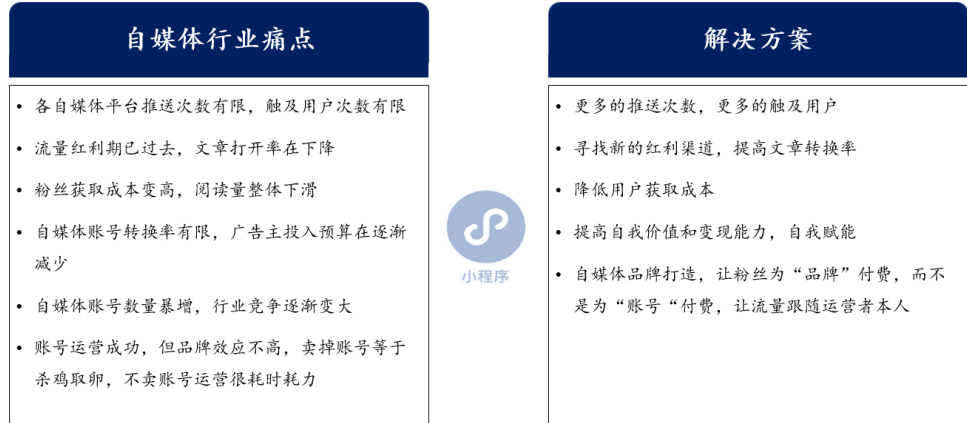 自媒体行业痛点
• 各自媒体平台推送次数有限，触及用户次数有限
• 流量红利期已过去，文章打开率在下降
• 粉丝获取成本变高，阅读量整体下滑
• 自媒体账号转换率有限，广告主投入预算在逐渐
减少
• 自媒体账号数量暴增，行业竞争逐渐变大
• 账号运营成功，但品牌效应不高，卖掉账号等于
杀鸡取卵，不卖账号运营很耗时耗力
小程序
解决方案
• 更多的推送次数，更多的触及用户
• 寻找新的红利渠道，提高文章转换率
• 降低用户获取成本
• 提高自我价值和变现能力，自我赋能
• 自媒体品牌打造，让粉丝为“品牌”付费，而不
是为“账号“付费，让流量跟随运营者本人